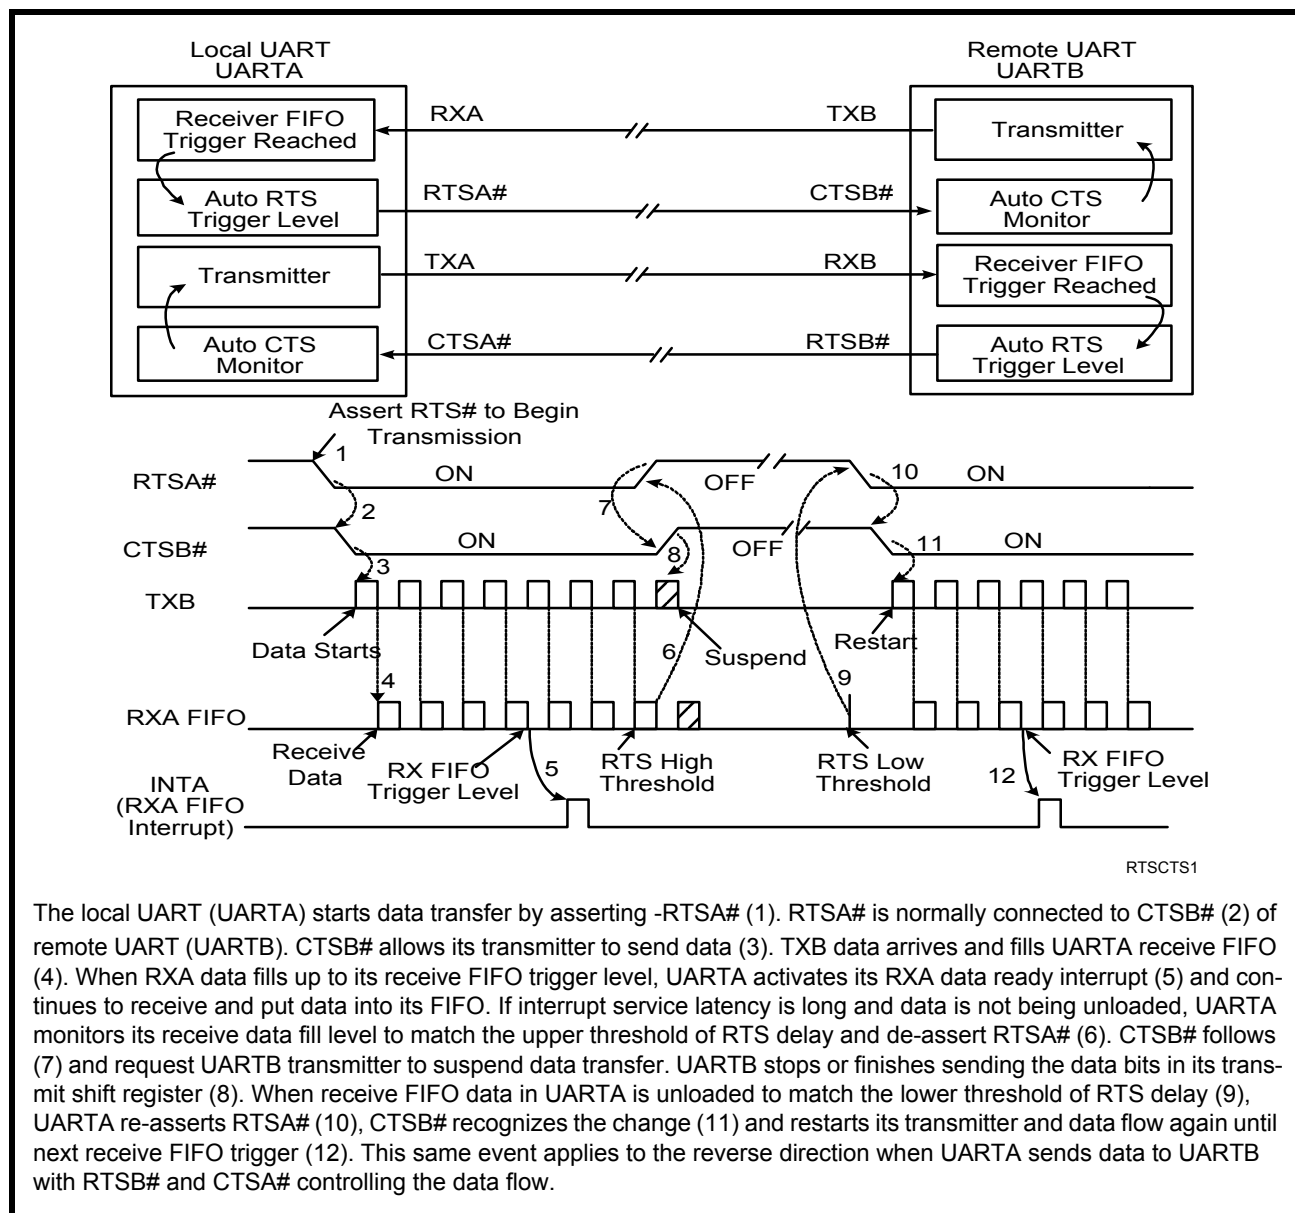 Local UART
UARTA
Remote UART
UARTB
Receiver FIFO
Trigger Reached
RXA
TXB
Transmitter
Auto RTS
Trigger Level
RTSA#
CTSB#
Auto CTS
Monitor
Transmitter
TXA
RXB
Receiver FIFO
Trigger Reached
Auto CTS
Monitor
CTSA#
RTSB#
Auto RTS
Trigger Level
Assert RTS# to Begin
Transmission
1
RTSA#
ON
7
OFF
10
ON
2
CTSB#
ON
8
OFF
11
ON
3
TXB
Data Starts
6
Suspend
Restart
4
9
RXA FIFO
Receive
Data
RX FIFO
Trigger Level
5
RTS High
Threshold
RTS Low
Threshold
12
RX FIFO
Trigger Level
INTA
(RXA FIFO
Interrupt)
RTSCTS1
The local UART (UARTA) starts data transfer by asserting -RTSA# (1). RTSA# is normally connected to CTSB# (2) of
remote UART (UARTB). CTSB# allows its transmitter to send data (3). TXB data arrives and fills UARTA receive FIFO
(4). When RXA data fills up to its receive FIFO trigger level, UARTA activates its RXA data ready interrupt (5) and con-
tinues to receive and put data into its FIFO. If interrupt service latency is long and data is not being unloaded, UARTA
monitors its receive data fill level to match the upper threshold of RTS delay and de-assert RTSA# (6). CTSB# follows
(7) and request UARTB transmitter to suspend data transfer. UARTB stops or finishes sending the data bits in its trans-
mit shift register (8). When receive FIFO data in UARTA is unloaded to match the lower threshold of RTS delay (9),
UARTA re-asserts RTSA# (10), CTSB# recognizes the change (11) and restarts its transmitter and data flow again until
next receive FIFO trigger (12). This same event applies to the reverse direction when UARTA sends data to UARTB
with RTSB# and CTSA# controlling the data flow.